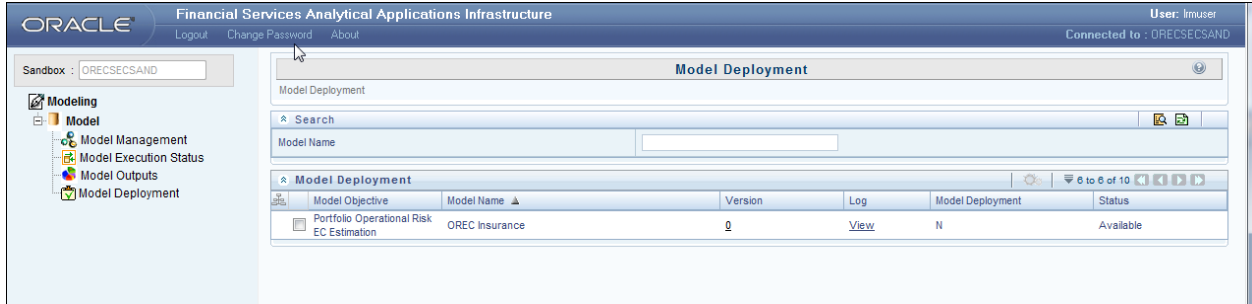 ORACLE
Financial Services Analytical Applications Infrastructure
User: lrmuser
Logout Change Password About
Connected to : ORECSECSAND
Sandbox : ORECSECSAND
Modeling
Model
Model Management
Model Execution Status
Model Outputs
Model Deployment
Model Deployment
Model Deployment
Search
Model Name
Model Deployment
6 to 6 of 10
Model Objective Model Name Version Log Model Deployment Status
Portfolio Operational Risk EC Estimation OREC Insurance 0 View N Available